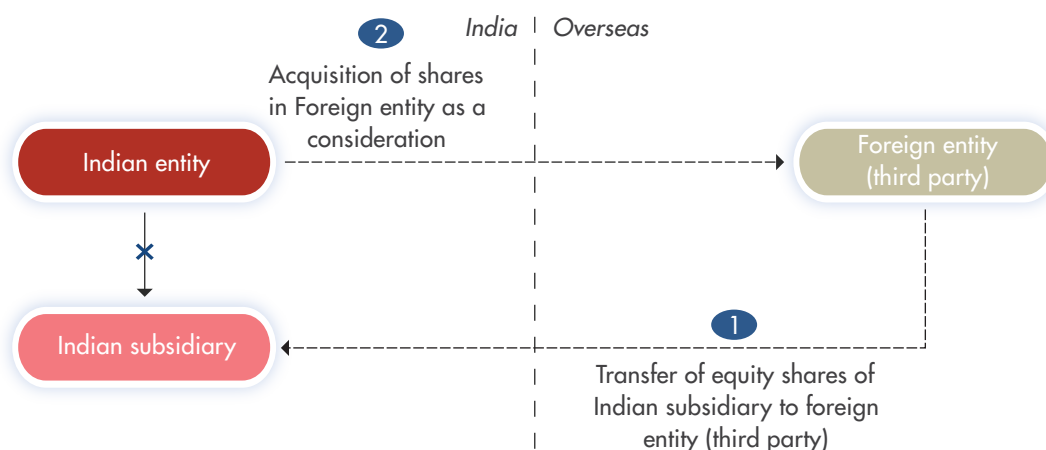 2
India
Overseas
Acquisition of shares
in Foreign entity as a
consideration
Indian entity
Foreign entity
(third party)
Indian subsidiary
1
Transfer of equity shares of
Indian subsidiary to foreign
entity (third party)